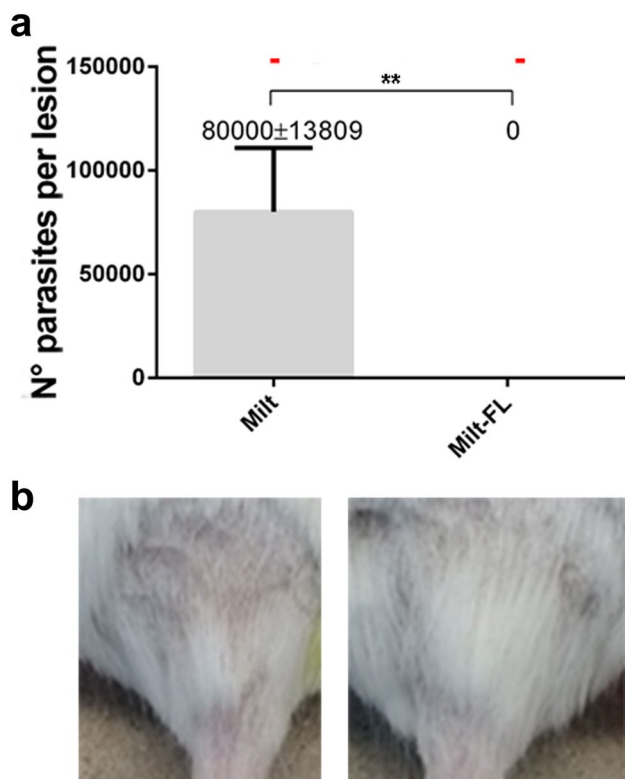 a
N° parasites per lesion
150000
100000
50000
0
**
80000±13809
0
Milt
Milt-FL
b